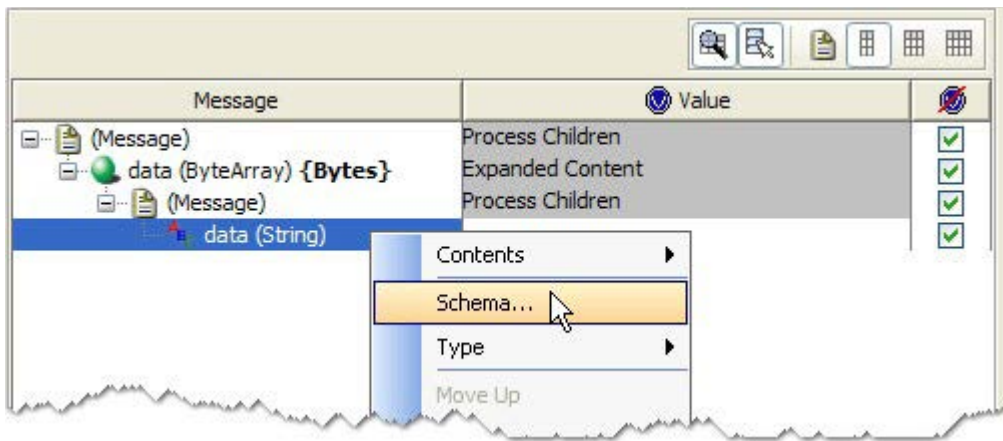 Message Value
(Message) Process Children
data (ByteArray) {Bytes} Expanded Content
(Message) Process Children
data (String)
Contents
Schema...
Type
Move Up